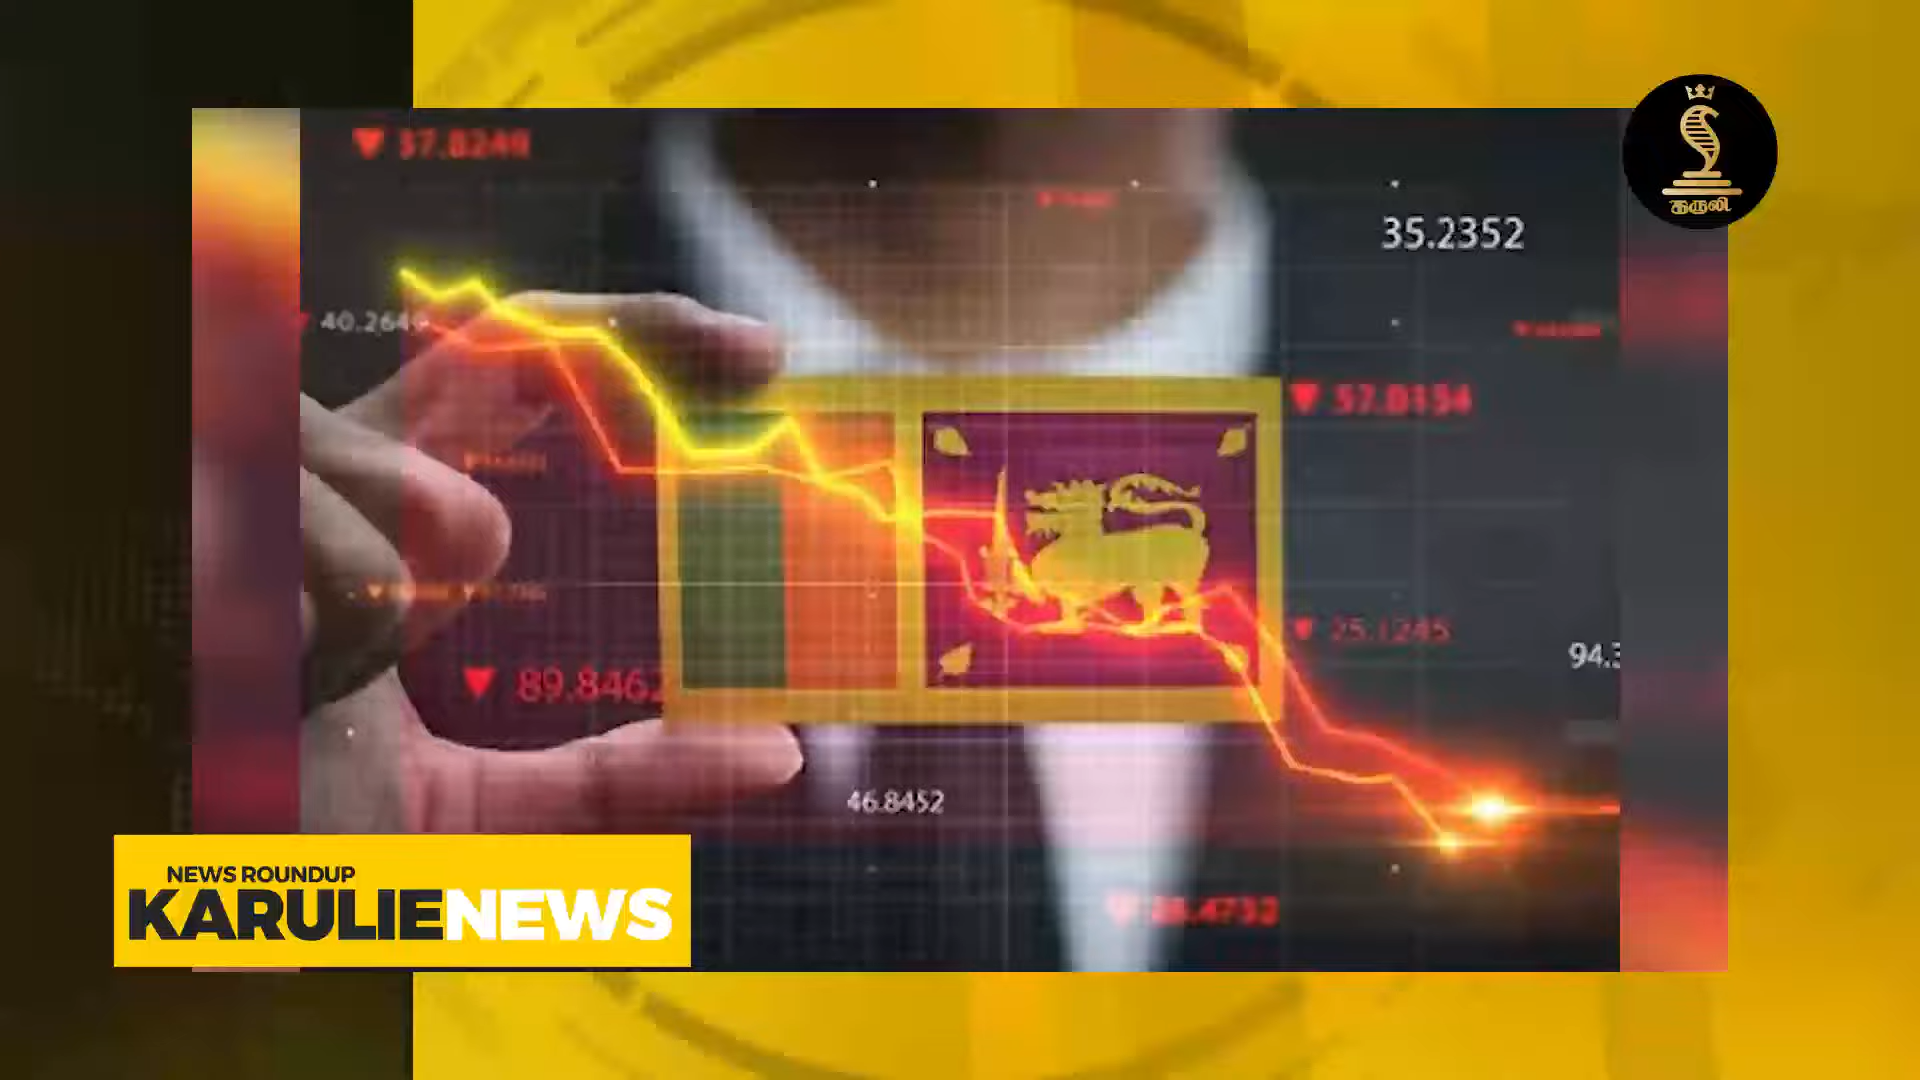 37.8249
35.2352
40.2649
57.0154
25.1245
94.3
89.8462
46.8452
NEWS ROUNDUP
KARULIENEWS
கருலி